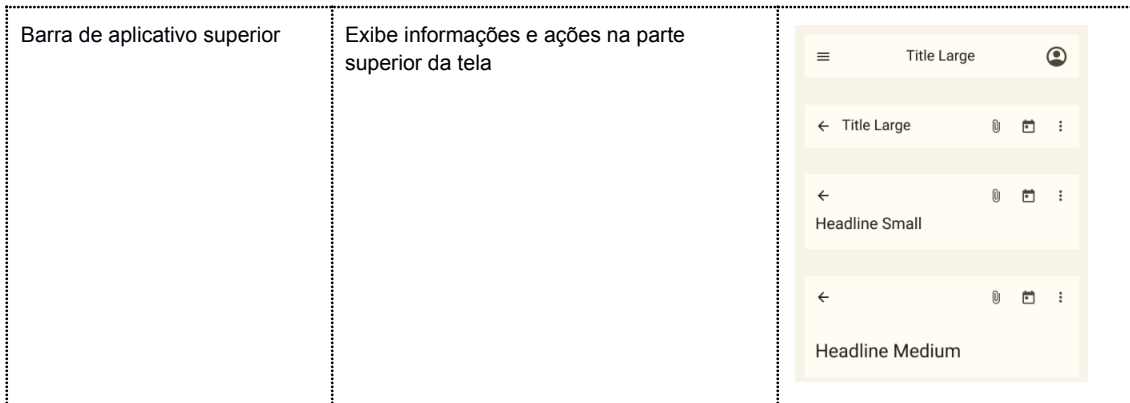 Barra de aplicativo superior
Exibe informações e ações na parte
superior da tela
Title Large
Title Large
Headline Small
Headline Medium